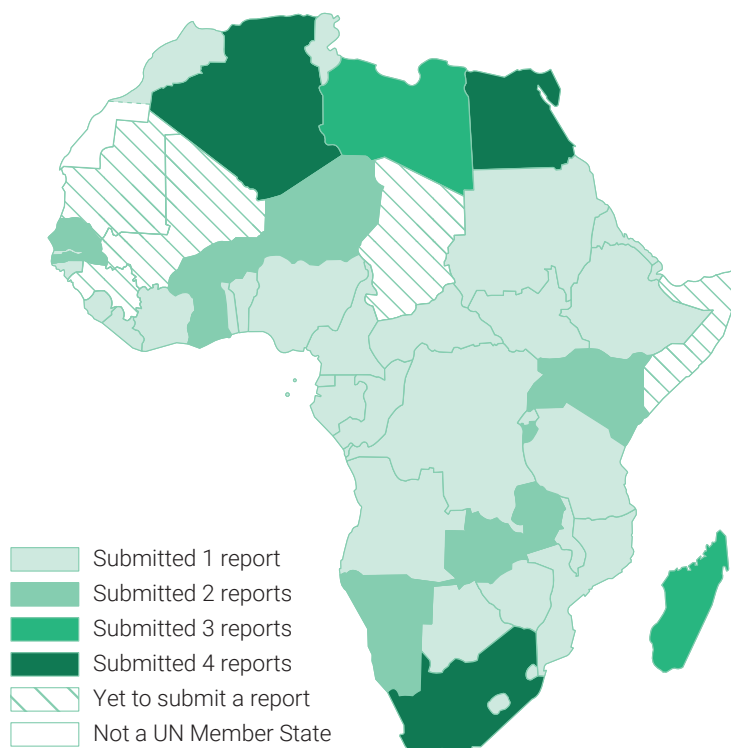 Submitted 1 report
Submitted 2 reports
Submitted 3 reports
Submitted 4 reports
Yet to submit a report
Not a UN Member State